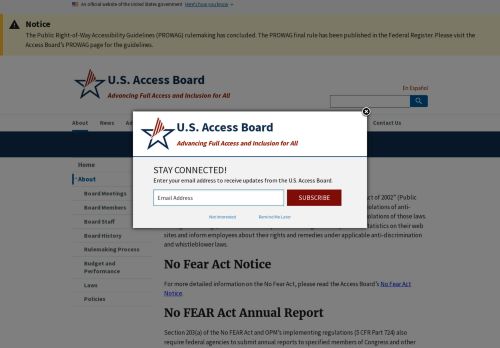 An official website of the United States government Here's how you know
Notice
The Public Right-of-Way Accessibility Guidelines (PROWAG) rulemaking has concluded. The PROWAG final rule has been published in the Federal Register. Please visit the
Access Board's PROWAG page for the guidelines.
U.S. Access Board
Advancing Full Access and Inclusion for All
En Español
About News Contact Us
U.S. Access Board
Advancing Full Access and Inclusion for All
STAY CONNECTED!
Enter your email address to receive updates from the U.S. Access Board.
Email Address SUBSCRIBE
Not Interested Remind Me Later
Home
About
Board Meetings
Board Members
Board Staff
Board History
Rulemaking Process
Budget and
Performance
Laws
Policies
Act of 2002" (Public
violations of anti-
violations of those laws.
statistics on their web
sites and inform employees about their rights and remedies under applicable anti-discrimination
and whistleblower laws.
No Fear Act Notice
For more detailed information on the No Fear Act, please read the Access Board's No Fear Act
Notice.
No FEAR Act Annual Report
Section 203(a) of the No FEAR Act and OPM's implementing regulations (5 CFR Part 724) also
require federal agencies to submit annual reports to specified members of Congress and other